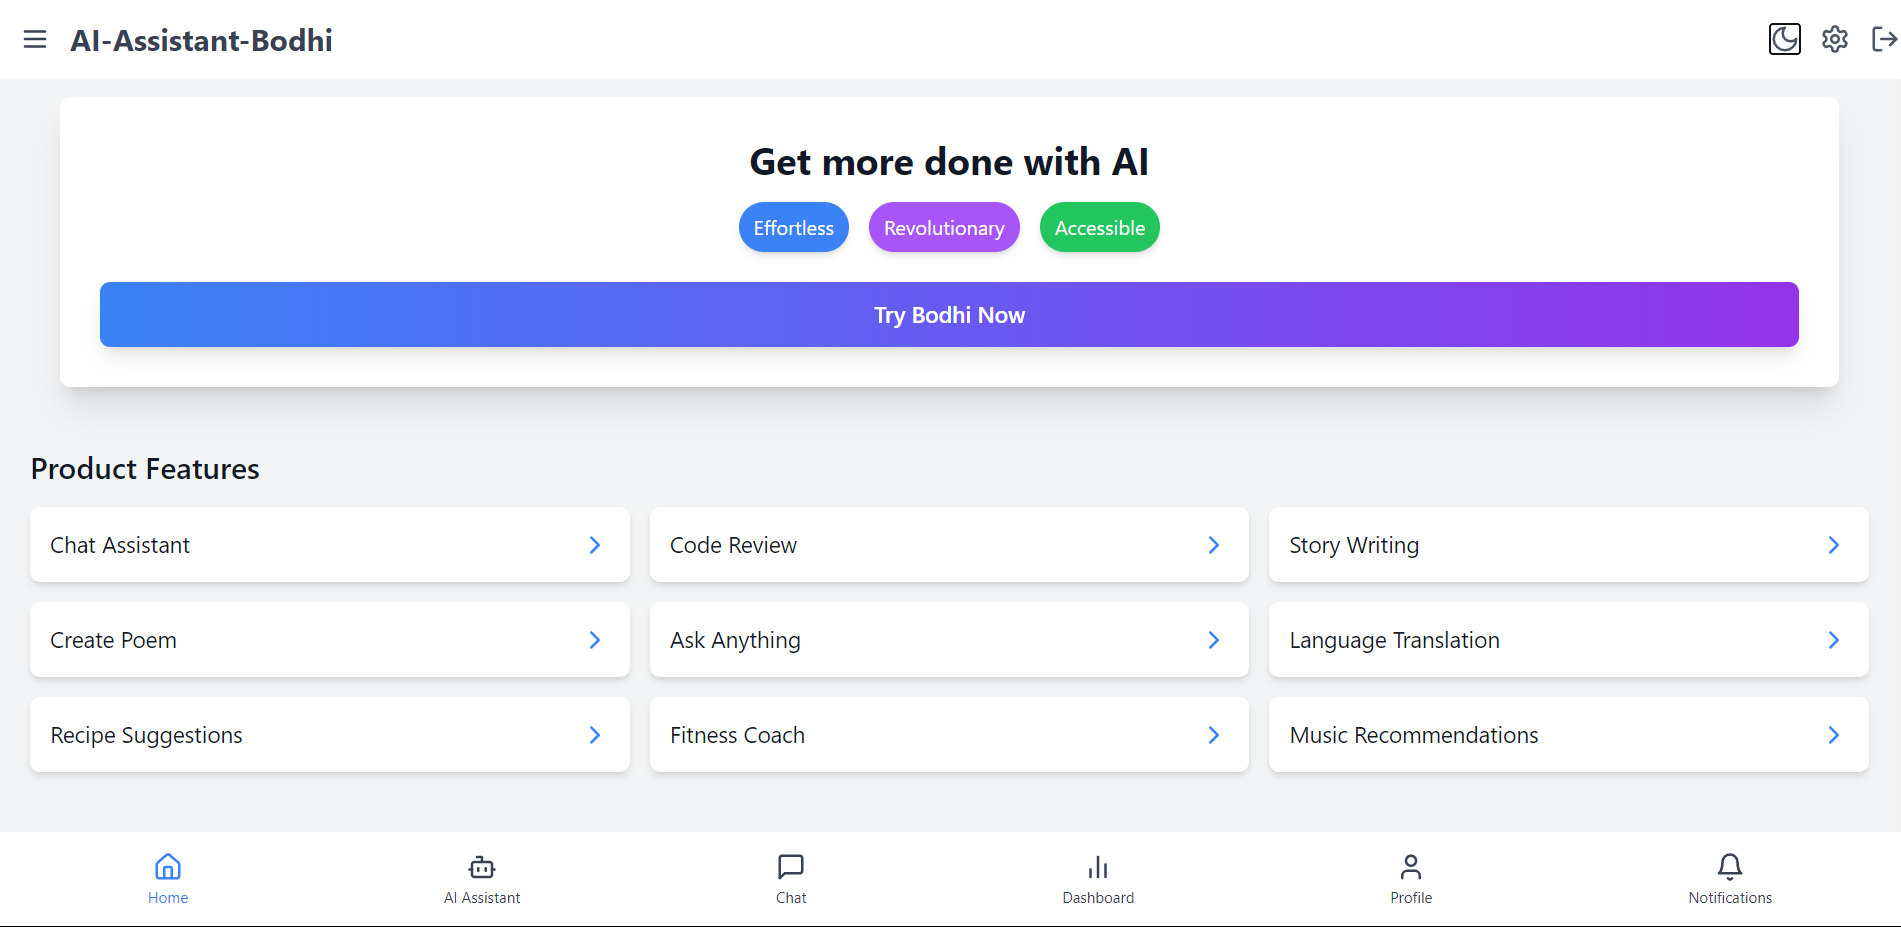 AI-Assistant-Bodhi
Get more done with AI
Effortless
Revolutionary
Accessible
Try Bodhi Now
Product Features
Chat Assistant
Code Review
Story Writing
Create Poem
Ask Anything
Language Translation
Recipe Suggestions
Fitness Coach
Music Recommendations
Home
AI Assistant
Chat
Dashboard
Profile
Notifications